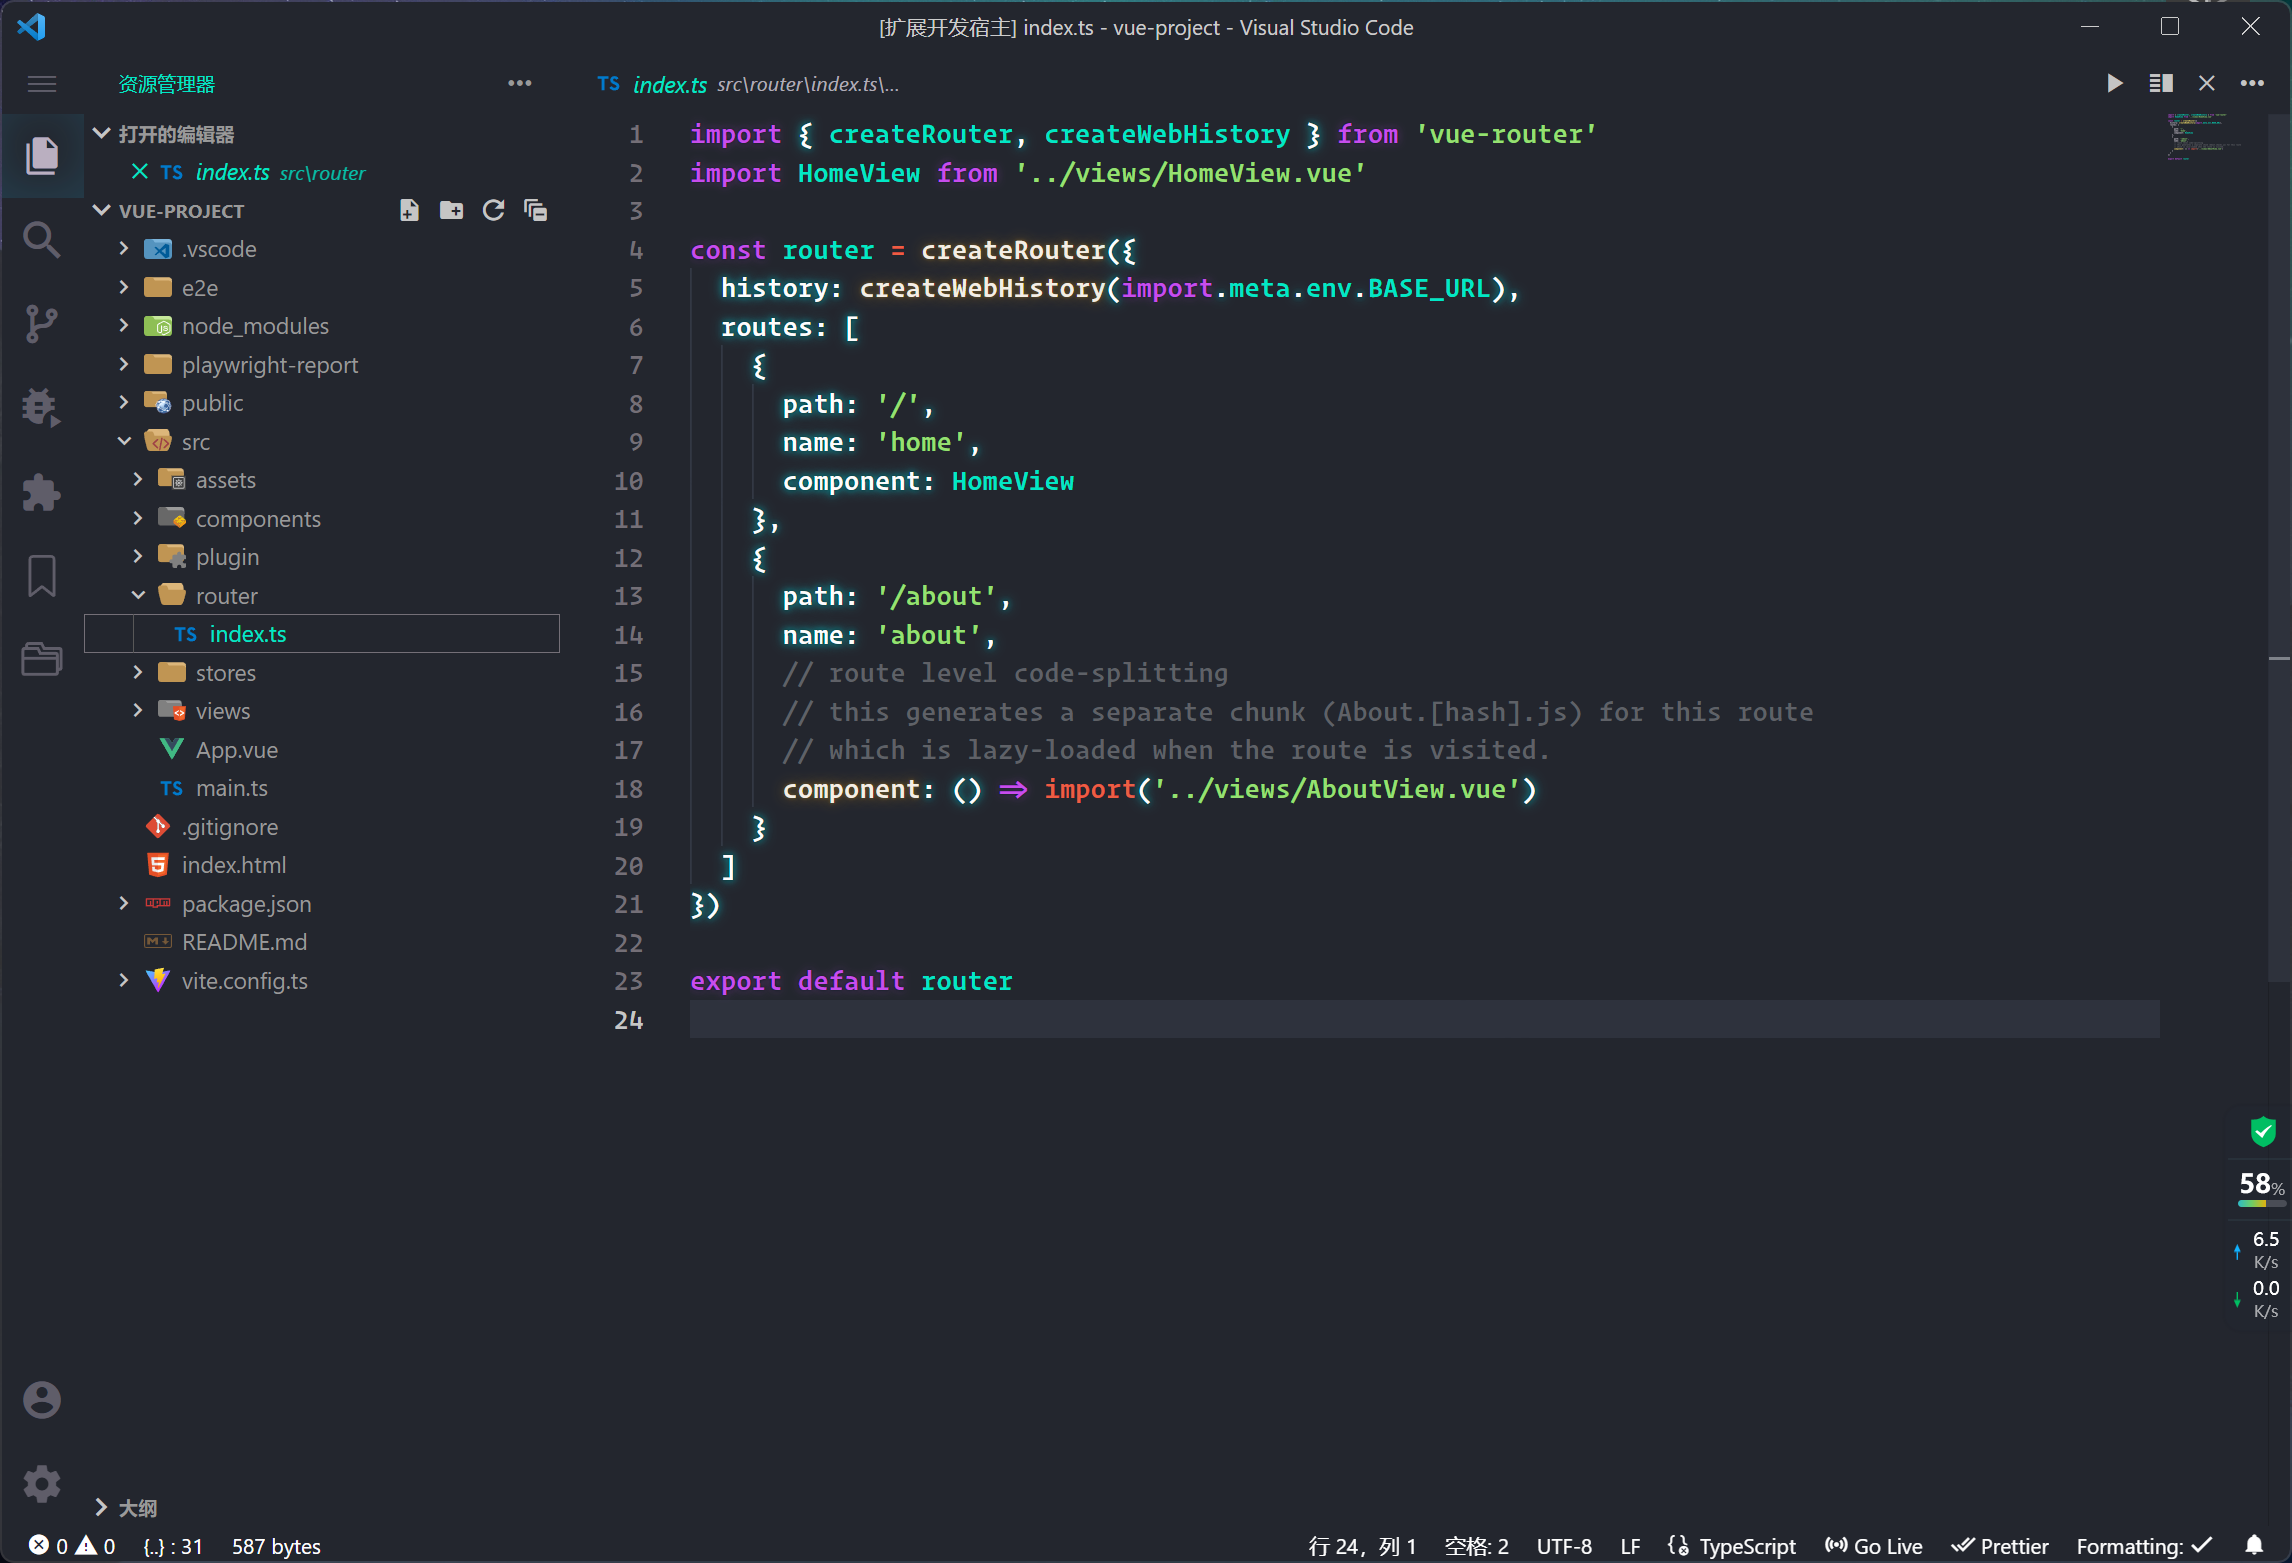 [扩展开发宿主] index.ts - vue-project - Visual Studio Code
资源管理器
打开的编辑器
TS index.ts src\router
VUE-PROJECT
.vscode
e2e
node_modules
playwright-report
public
src
assets
components
plugin
router
TS index.ts
stores
views
App.vue
TS main.ts
.gitignore
index.html
package.json
README.md
vite.config.ts
大纲
TS index.ts src\router\index.ts\...
1 import { createRouter, createWebHistory } from 'vue-router'
2 import HomeView from '../views/HomeView.vue'
3
4 const router = createRouter({
5 history: createWebHistory(import.meta.env.BASE_URL),
6 routes: [
7 {
8 path: '/',
9 name: 'home',
10 component: HomeView
11 },
12 {
13 path: '/about',
14 name: 'about',
15 // route level code-splitting
16 // this generates a separate chunk (About.[hash].js) for this route
17 // which is lazy-loaded when the route is visited.
18 component: () => import('../views/AboutView.vue')
19 }
20 ]
21 })
22
23 export default router
24
58%
6.5
K/s
0.0
K/s
0 0 {..} : 31 587 bytes 行 24，列 1 空格: 2 UTF-8 LF TypeScript Go Live Prettier Formatting: